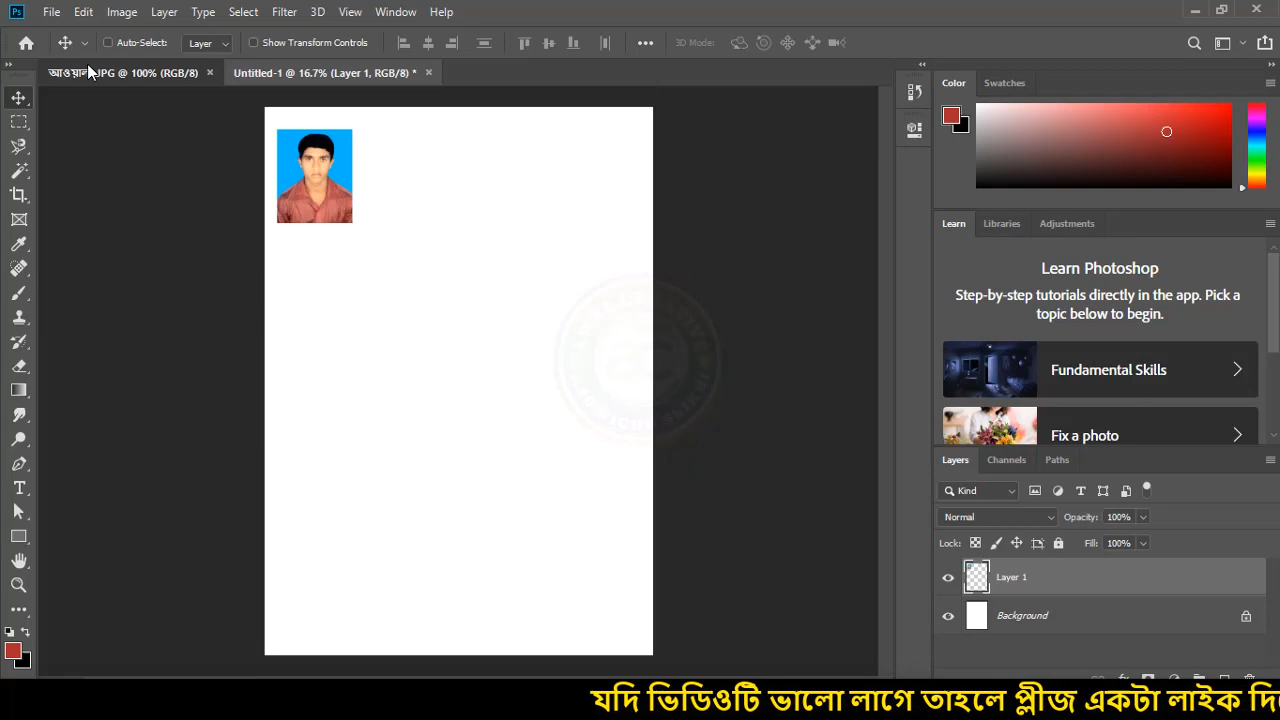 Ps File Edit Image Layer Type Select Filter 3D View Window Help
Auto-Select: Layer Show Transform Controls 3D Mode:
JPG @ 100% (RGB/8) × Untitled-1 @ 16.7% (Layer 1, RGB/8) * ×
Color Swatches
Learn Libraries Adjustments
Learn Photoshop
Step-by-step tutorials directly in the app. Pick a
topic below to begin.
Fundamental Skills
Fix a photo
Layers Channels Paths
Kind
Normal Opacity: 100%
Lock: Fill: 100%
Layer 1
Background
যদি ভিডিওটি ভালো লাগে তাহলে প্লীজ একটা লাইক দি